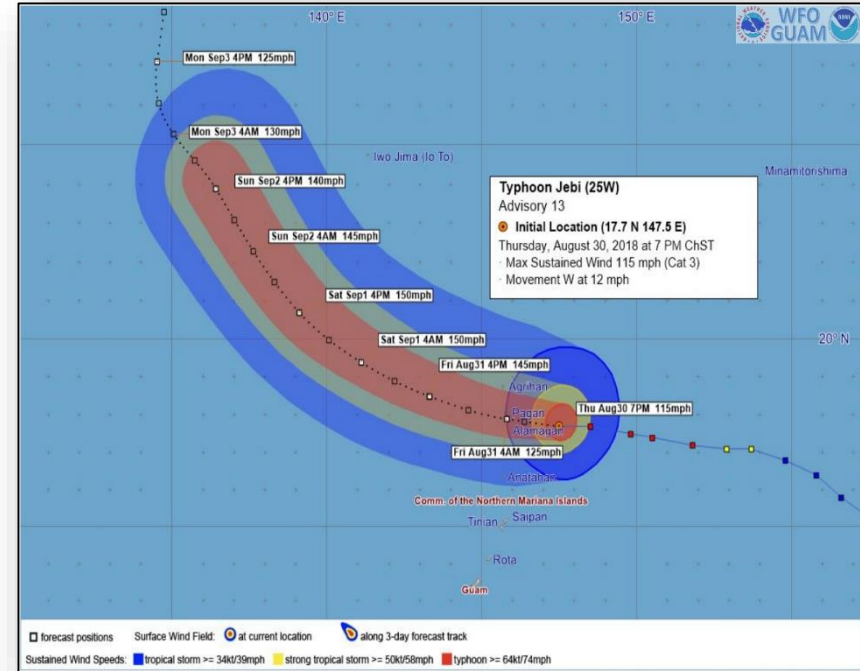 140° E
150° E
WFO
GUAM
Mon Sep3 4PM 125mph
Mon Sep3 4AM 130mph
Iwo Jima (Io To)
Minamitorishima
Sun Sep2 4PM 140mph
Typhoon Jebi (25W)
Advisory 13
Initial Location (17.7 N 147.5 E)
Thursday, August 30, 2018 at 7 PM ChST
· Max Sustained Wind 115 mph (Cat 3)
· Movement W at 12 mph
Sun Sep2 4AM 145mph
Sat Sep1 4PM 150mph
Sat Sep1 4AM 150mph
20° N
Fri Aug31 4PM 145mph
Agrihan
Thu Aug30 7PM 115mph
Pagan
Alamagan
Fri Aug31 4AM 125mph
Anatahan
Comm. of the Northern Mariana Islands
Tinian
Saipan
Rota
Guam
forecast positions Surface Wind Field: at current location along 3-day forecast track
Sustained Wind Speeds: tropical storm >= 34kt/39mph strong tropical storm >= 50kt/58mph typhoon >= 64kt/74mph